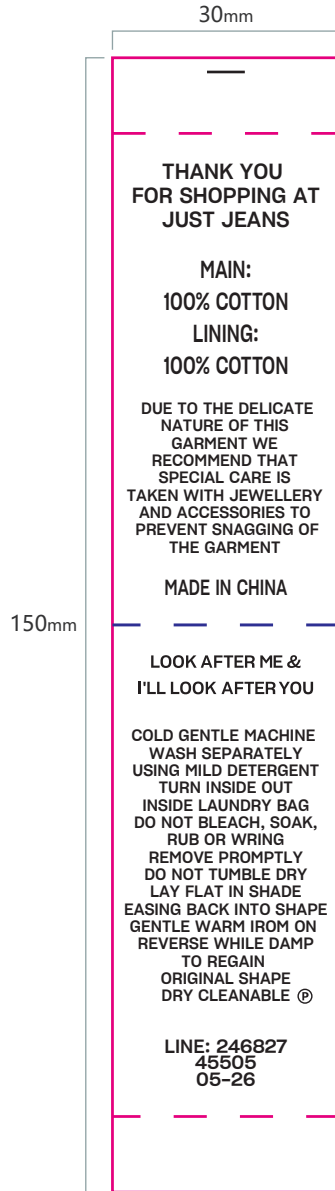 30mm
THANK YOU
FOR SHOPPING AT
JUST JEANS
MAIN:
100% COTTON
LINING:
100% COTTON
DUE TO THE DELICATE
NATURE OF THIS
GARMENT WE
RECOMMEND THAT
SPECIAL CARE IS
TAKEN WITH JEWELLERY
AND ACCESSORIES TO
PREVENT SNAGGING OF
THE GARMENT
MADE IN CHINA
150mm
LOOK AFTER ME &
I'LL LOOK AFTER YOU
COLD GENTLE MACHINE
WASH SEPARATELY
USING MILD DETERGENT
TURN INSIDE OUT
INSIDE LAUNDRY BAG
DO NOT BLEACH, SOAK,
RUB OR WRING
REMOVE PROMPTLY
DO NOT TUMBLE DRY
LAY FLAT IN SHADE
EASING BACK INTO SHAPE
GENTLE WARM IROM ON
REVERSE WHILE DAMP
TO REGAIN
ORIGINAL SHAPE
DRY CLEANABLE Ⓟ
LINE: 246827
45505
05-26